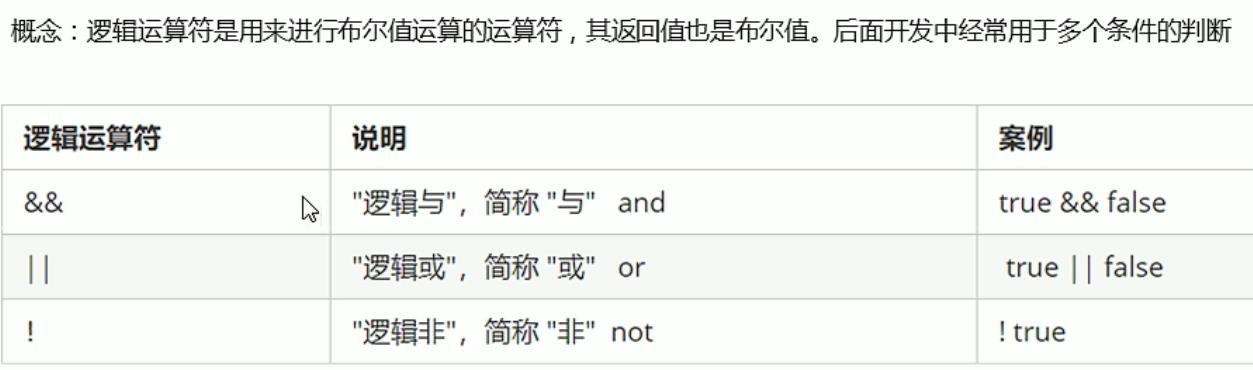 概念：逻辑运算符是用来进行布尔值运算的运算符，其返回值也是布尔值。后面开发中经常用于多个条件的判断
逻辑运算符 说明 案例
&& "逻辑与"，简称 "与" and true && false
|| "逻辑或"，简称 "或" or true || false
! "逻辑非"，简称 "非" not ! true